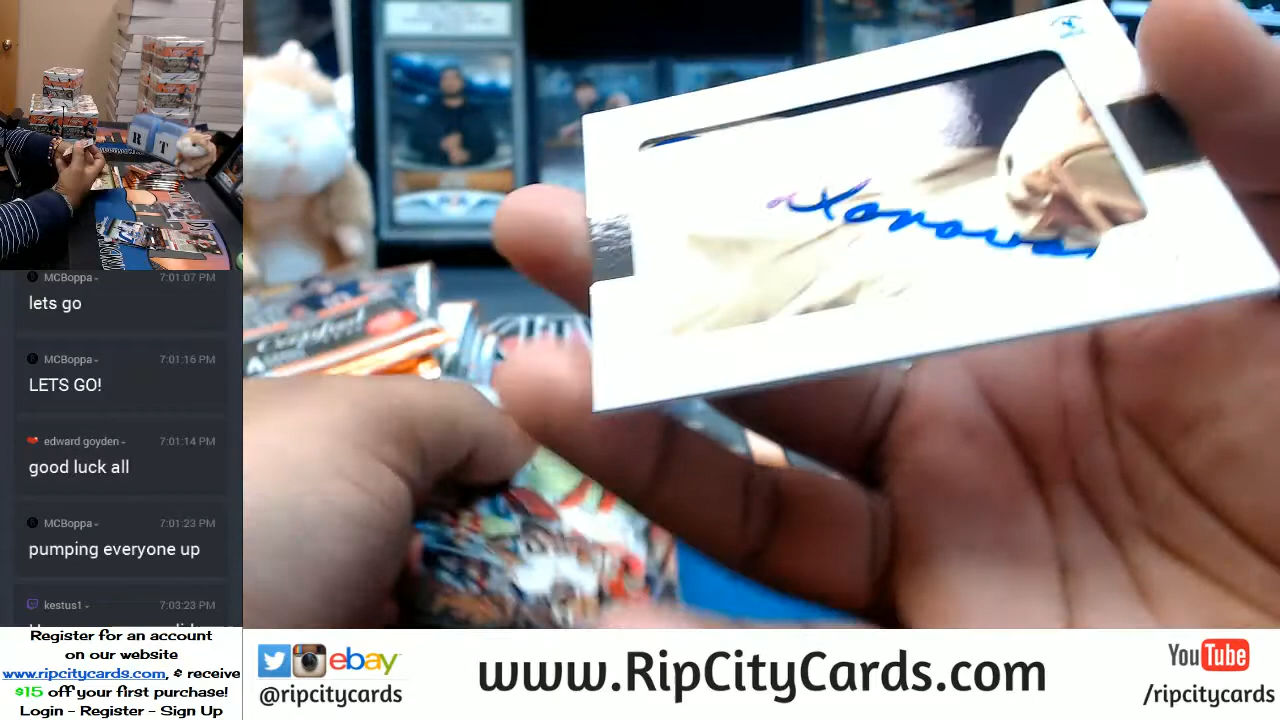 MCBoppa 7:01:07 PM
lets go
MCBoppa 7:01:16 PM
LETS GO!
edward goyden 7:01:14 PM
good luck all
MCBoppa 7:01:23 PM
pumping everyone up
kestus1 7:03:23 PM
R T
Register for an account
on our website
www.ripcitycards.com, & receive
$15 off your first purchase!
Login - Register - Sign Up
ebay
@ripcitycards
www.RipCityCards.com
YouTube
/ripcitycards